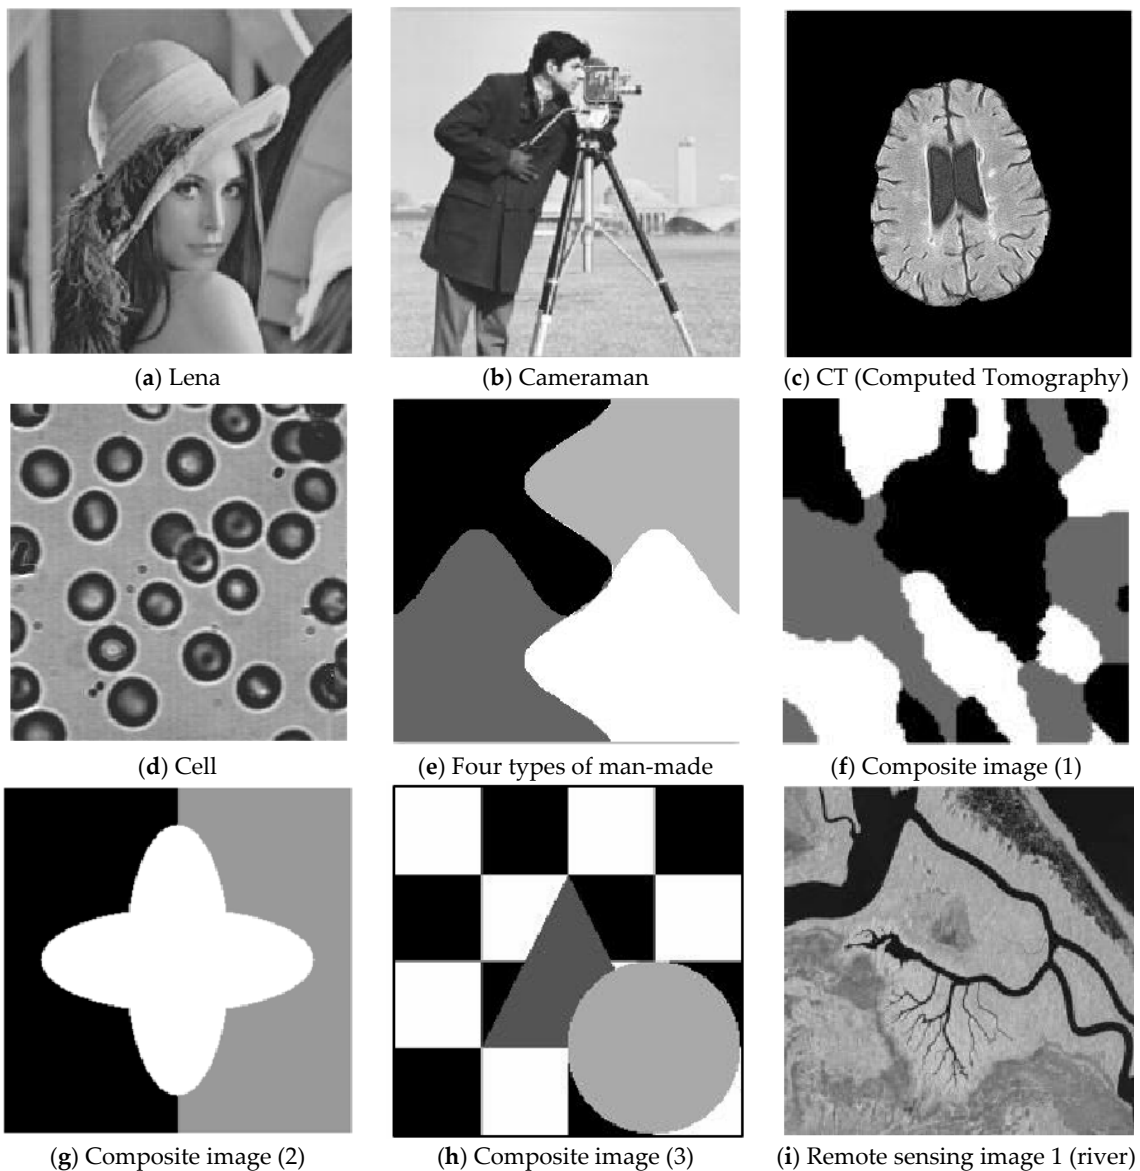 (a) Lena
(b) Cameraman
(c) CT (Computed Tomography)
(d) Cell
(e) Four types of man-made
(f) Composite image (1)
(g) Composite image (2)
(h) Composite image (3)
(i) Remote sensing image 1 (river)